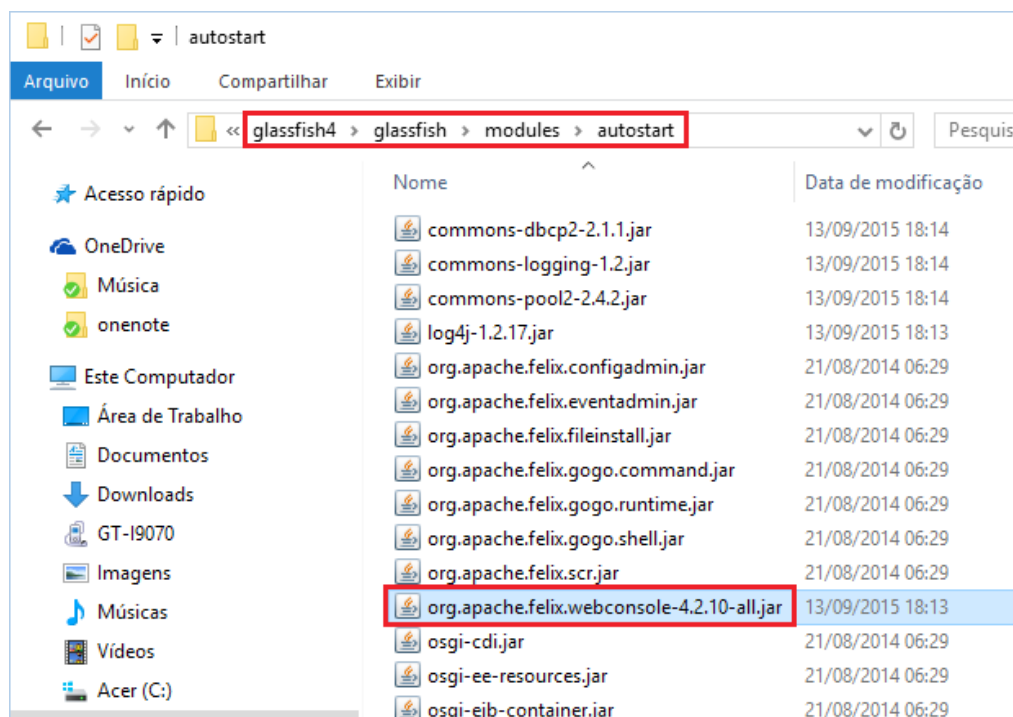 autostart
Arquivo Início Compartilhar Exibir
« glassfish4 › glassfish › modules › autostart Pesquis
Nome Data de modificação
Acesso rápido
OneDrive
Música
onenote
Este Computador
Área de Trabalho
Documentos
Downloads
GT-I9070
Imagens
Músicas
Vídeos
Acer (C:)
commons-dbcp2-2.1.1.jar 13/09/2015 18:14
commons-logging-1.2.jar 13/09/2015 18:14
commons-pool2-2.4.2.jar 13/09/2015 18:14
log4j-1.2.17.jar 13/09/2015 18:13
org.apache.felix.configadmin.jar 21/08/2014 06:29
org.apache.felix.eventadmin.jar 21/08/2014 06:29
org.apache.felix.fileinstall.jar 21/08/2014 06:29
org.apache.felix.gogo.command.jar 21/08/2014 06:29
org.apache.felix.gogo.runtime.jar 21/08/2014 06:29
org.apache.felix.gogo.shell.jar 21/08/2014 06:29
org.apache.felix.scr.jar 21/08/2014 06:29
org.apache.felix.webconsole-4.2.10-all.jar 13/09/2015 18:13
osgi-cdi.jar 21/08/2014 06:29
osgi-ee-resources.jar 21/08/2014 06:29
osgi-ejb-container.jar 21/08/2014 06:29